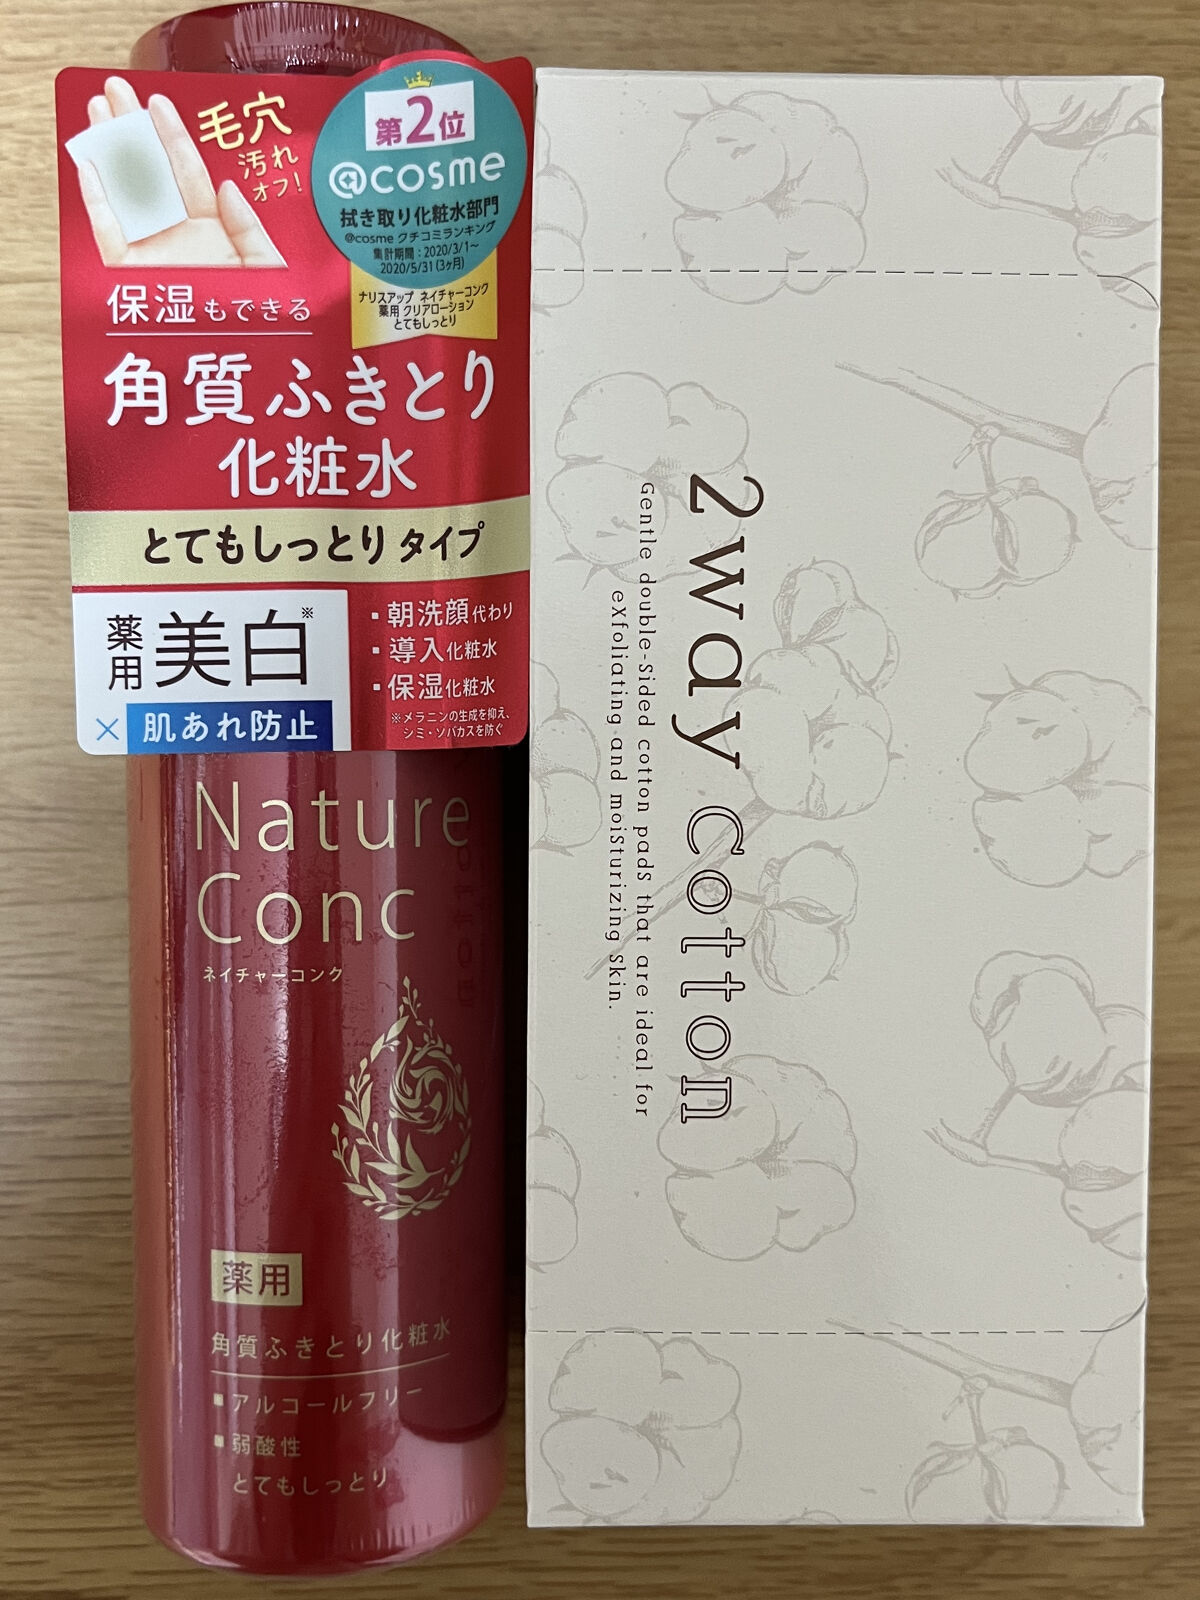 毛穴
汚れ
オフ!
第2位
@cosme
拭き取り化粧水部門
@cosme クチコミランキング
集計期間：2020/3/1～
2020/5/31(3ヶ月)
ナリスアップ ネイチャーコンク
薬用 クリアローション
とてもしっとり
保湿もできる
角質ふきとり
化粧水
とてもしっとりタイプ
薬用美白※
×肌あれ防止
・朝洗顔代わり
・導入化粧水
・保湿化粧水
※メラニンの生成を抑え、
シミ・ソバカスを防ぐ
Nature
Conc
ネイチャーコンク
薬用
角質ふきとり化粧水
■アルコールフリー
■弱酸性
とてもしっとり
2way cotton
Gentle double-sided cotton pads that are ideal for
exfoliating and moisturizing skin.